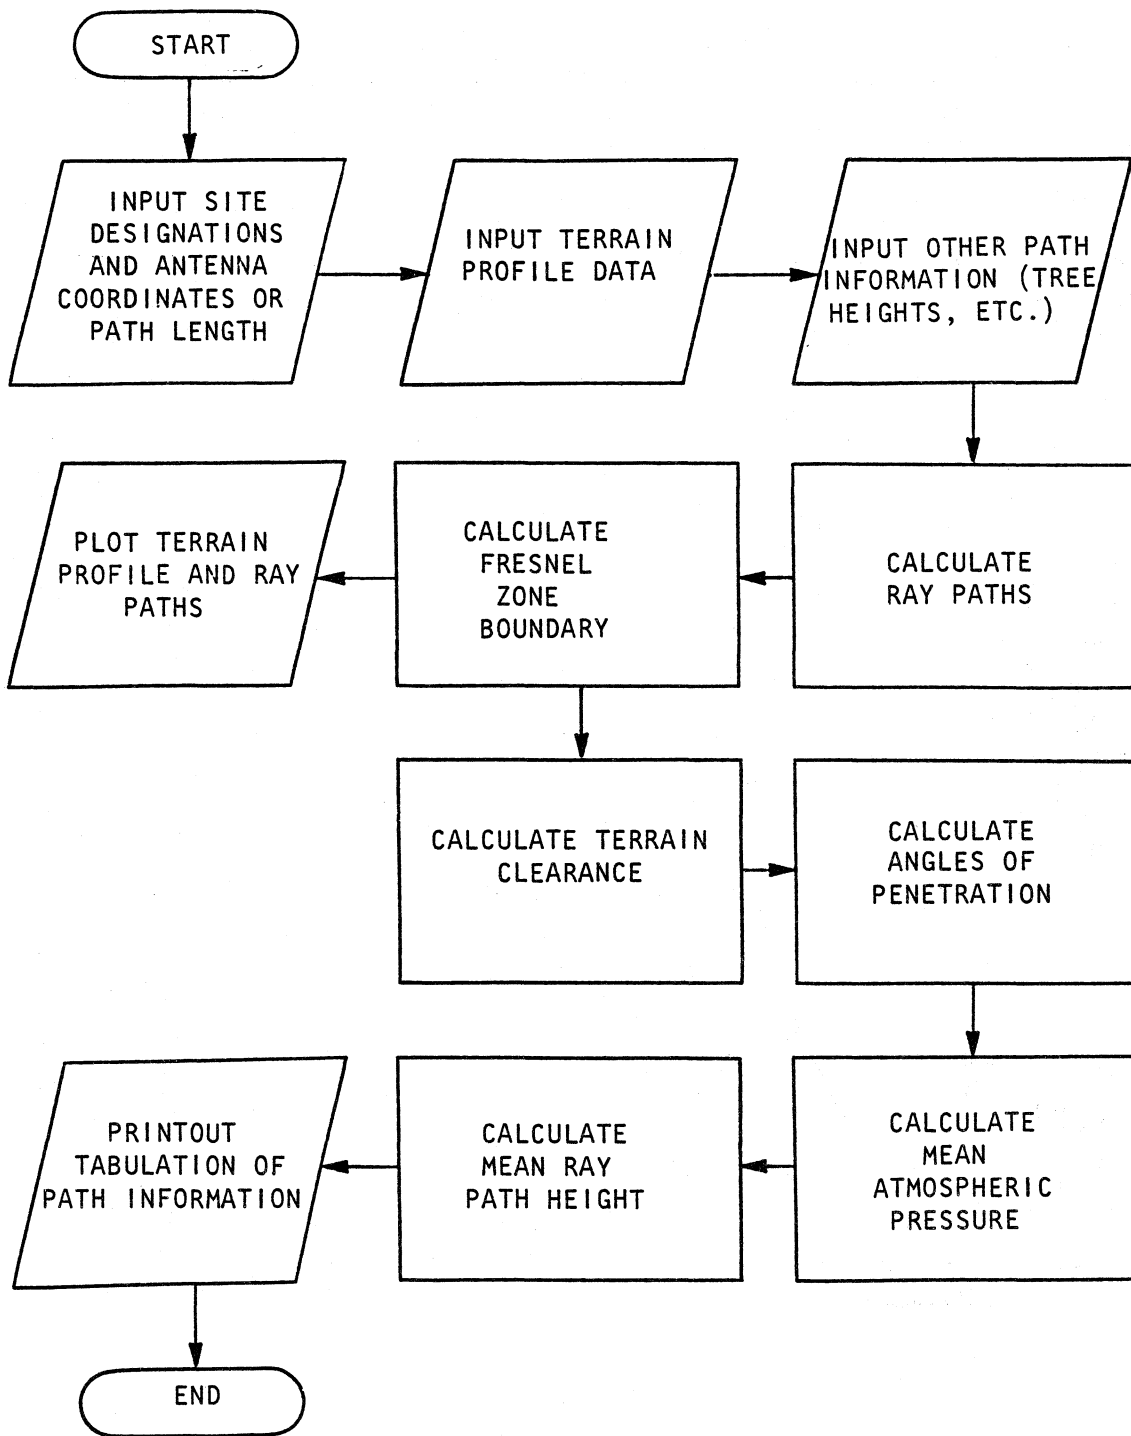 START
INPUT SITE
DESIGNATIONS
AND ANTENNA
COORDINATES OR
PATH LENGTH
INPUT TERRAIN
PROFILE DATA
INPUT OTHER PATH
INFORMATION (TREE
HEIGHTS, ETC.)
PLOT TERRAIN
PROFILE AND RAY
PATHS
CALCULATE
FRESNEL
ZONE
BOUNDARY
CALCULATE
RAY PATHS
CALCULATE TERRAIN
CLEARANCE
CALCULATE
ANGLES OF
PENETRATION
PRINTOUT
TABULATION OF
PATH INFORMATION
CALCULATE
MEAN RAY
PATH HEIGHT
CALCULATE
MEAN
ATMOSPHERIC
PRESSURE
END